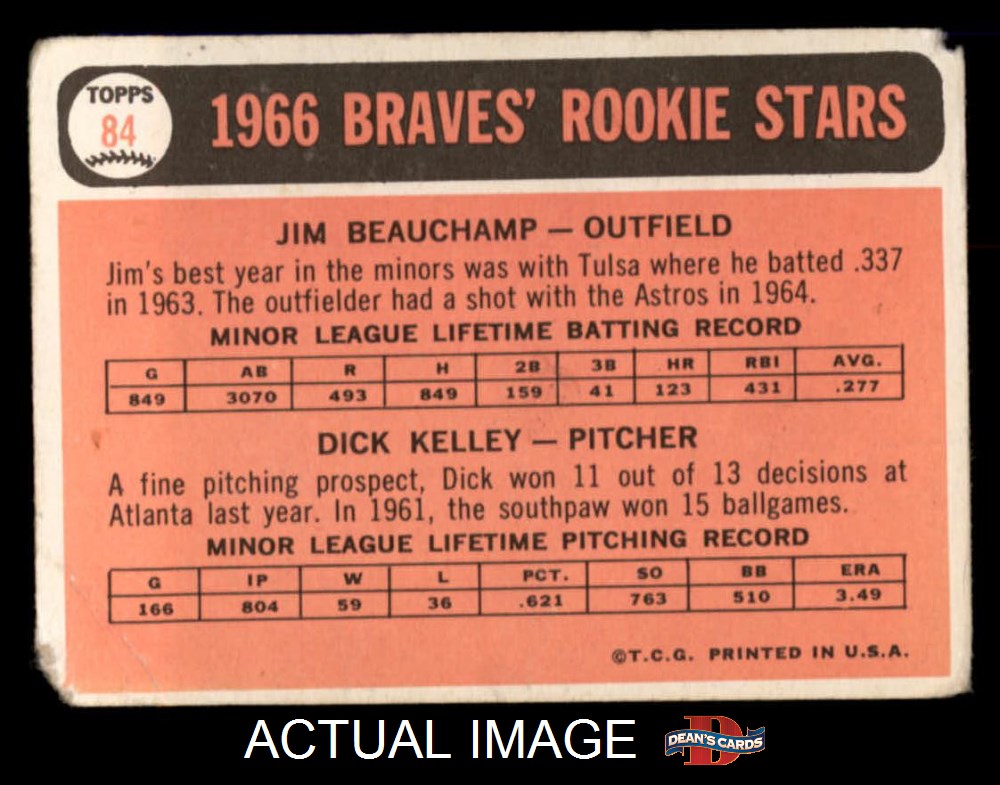 TOPPS
84
1966 BRAVES' ROOKIE STARS
JIM BEAUCHAMP — OUTFIELD
Jim's best year in the minors was with Tulsa where he batted .337
in 1963. The outfielder had a shot with the Astros in 1964.
MINOR LEAGUE LIFETIME BATTING RECORD
G AB R H 2B 3B HR RBI AVG.
849 3070 493 849 159 41 123 431 .277
DICK KELLEY — PITCHER
A fine pitching prospect, Dick won 11 out of 13 decisions at
Atlanta last year. In 1961, the southpaw won 15 ballgames.
MINOR LEAGUE LIFETIME PITCHING RECORD
G IP W L PCT. SO BB ERA
166 804 59 36 .621 763 510 3.49
©T.C.G. PRINTED IN U.S.A.
ACTUAL IMAGE
D
DEAN'S CARDS